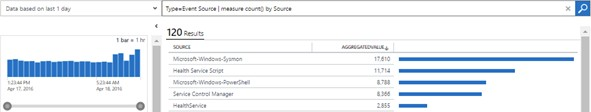 Data based on last 1 day
Type=Event Source | measure count() by Source
1 bar = 1 hr
1:23:44 PM
Apr 17, 2016
5:23:44 AM
Apr 18, 2016
120 Results
SOURCE AGGREGATEDVALUE
Microsoft-Windows-Sysmon 17,610
Health Service Script 11,714
Microsoft-Windows-PowerShell 8,788
Service Control Manager 8,366
HealthService 2,855